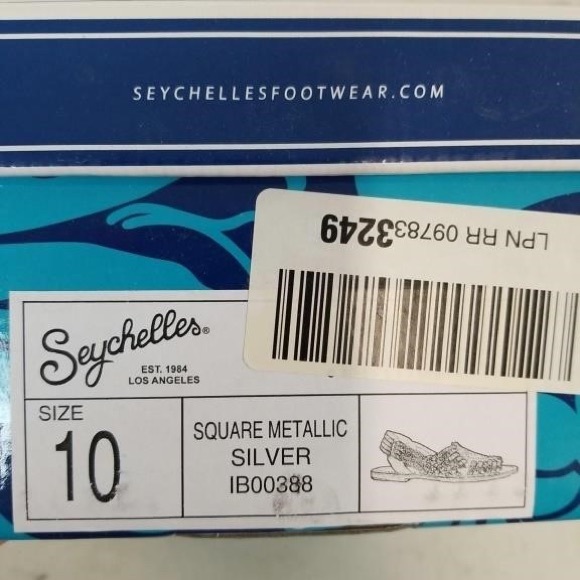 SEYCHELLESFOOTWEAR.COM
LPN RR 097833249
Seychelles®
EST. 1984
LOS ANGELES
SIZE
10
SQUARE METALLIC
SILVER
IB00388